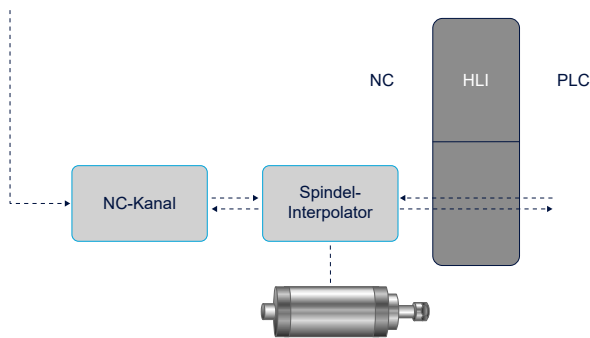 NC
HLI
PLC
NC-Kanal
Spindel-
Interpolator